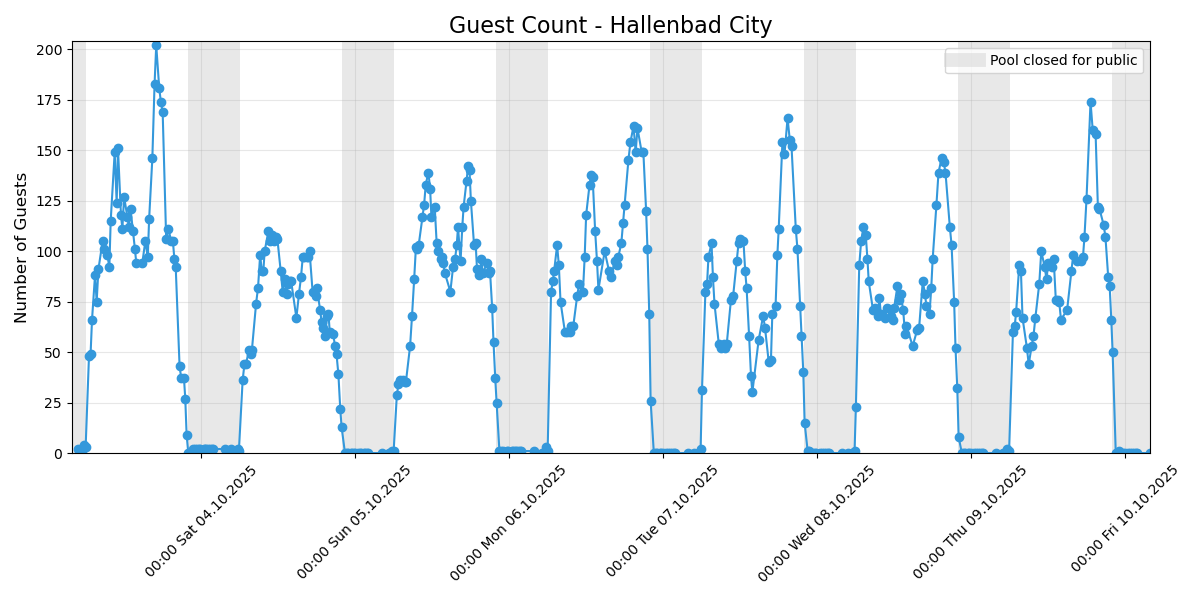 Guest Count - Hallenbad City
Pool closed for public
Number of Guests
200
175
150
125
100
75
50
25
0
00:00 Sat 04.10.2025
00:00 Sun 05.10.2025
00:00 Mon 06.10.2025
00:00 Tue 07.10.2025
00:00 Wed 08.10.2025
00:00 Thu 09.10.2025
00:00 Fri 10.10.2025